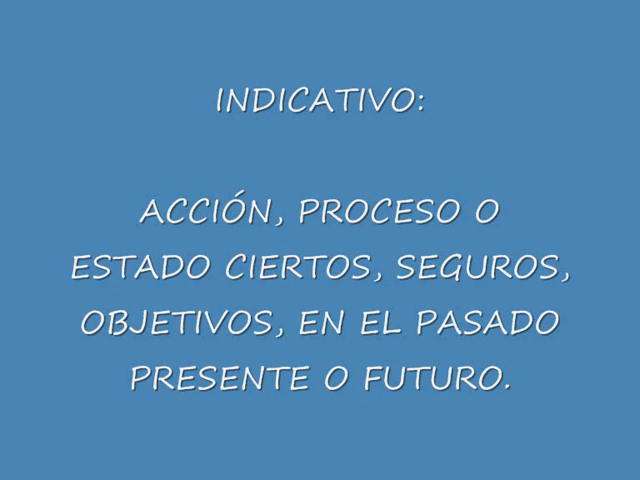 INDICATIVO:
ACCIÓN, PROCESO O
ESTADO CIERTOS, SEGUROS,
OBJETIVOS, EN EL PASADO
PRESENTE O FUTURO.